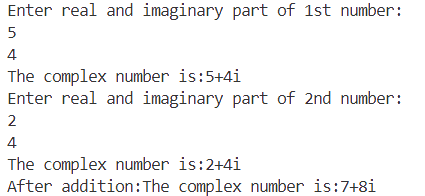 Enter real and imaginary part of 1st number:
5
4
The complex number is:5+4i
Enter real and imaginary part of 2nd number:
2
4
The complex number is:2+4i
After addition:The complex number is:7+8i